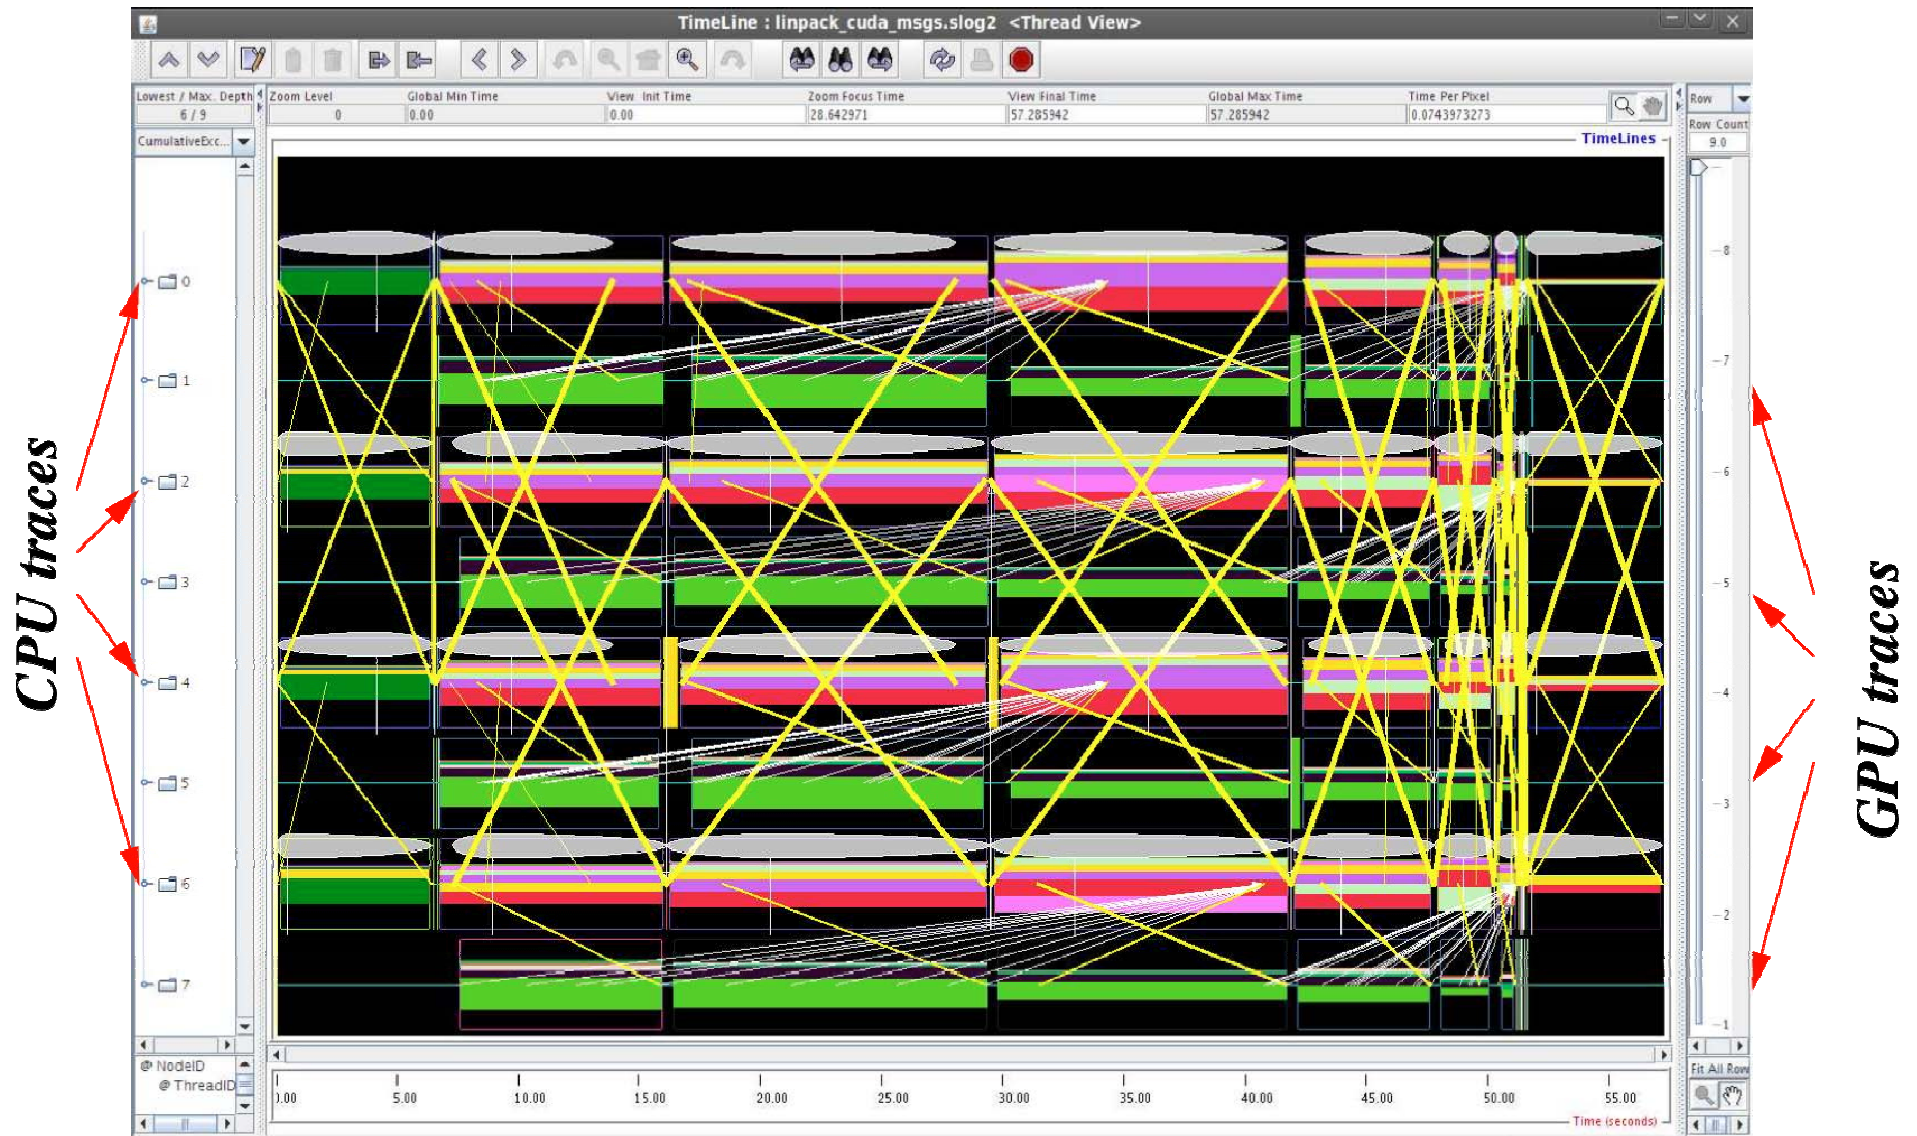 TimeLine : linpack_cuda_msgs.slog2 <Thread View>
Lowest / Max. Depth
Zoom Level
Global Min Time
View Init Time
Zoom Focus Time
View Final Time
Global Max Time
Time Per Pixel
Row
6 / 9
0
0.00
0.00
28.642971
57.285942
57.285942
0.0743973273
Row Count
9.0
CumulativeExc...
TimeLines
0
1
2
3
4
5
6
7
8
7
6
5
4
3
2
1
CPU traces
GPU traces
@ NodeID
@ ThreadID
Fit All Row
).00
5.00
10.00
15.00
20.00
25.00
30.00
35.00
40.00
45.00
50.00
55.00
Time (seconds)